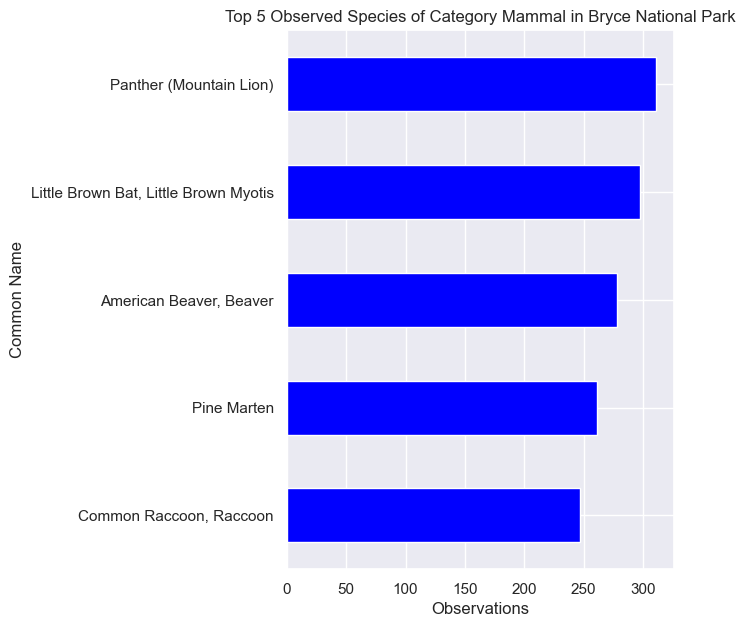 Top 5 Observed Species of Category Mammal in Bryce National Park
Panther (Mountain Lion)
Little Brown Bat, Little Brown Myotis
American Beaver, Beaver
Pine Marten
Common Raccoon, Raccoon
Common Name
0 50 100 150 200 250 300
Observations